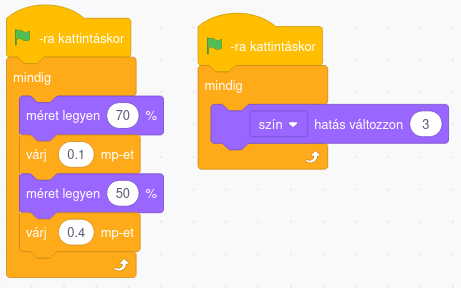 -ra kattintáskor
mindig
méret legyen 70 %
várj 0.1 mp-et
méret legyen 50 %
várj 0.4 mp-et
-ra kattintáskor
mindig
szín hatás változzon 3